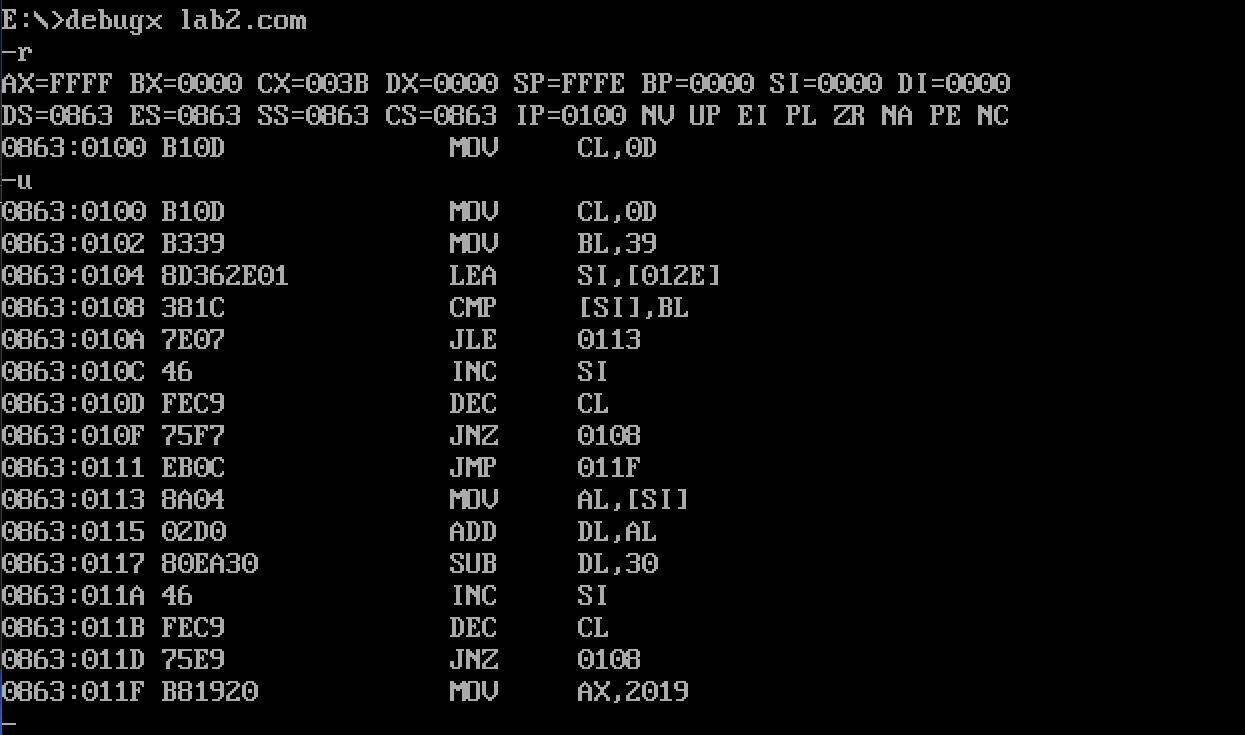 E:\>debugx lab2.com
-r
AX=FFFF BX=0000 CX=003B DX=0000 SP=FFFE BP=0000 SI=0000 DI=0000
DS=0863 ES=0863 SS=0863 CS=0863 IP=0100 NV UP EI PL ZR NA PE NC
0863:0100 B10D MOV CL,0D
-u
0863:0100 B10D MOV CL,0D
0863:0102 B339 MOV BL,39
0863:0104 8D362E01 LEA SI,[012E]
0863:0108 381C CMP [SI],BL
0863:010A 7E07 JLE 0113
0863:010C 46 INC SI
0863:010D FEC9 DEC CL
0863:010F 75F7 JNZ 0108
0863:0111 EB0C JMP 011F
0863:0113 8A04 MOV AL,[SI]
0863:0115 02D0 ADD DL,AL
0863:0117 80EA30 SUB DL,30
0863:011A 46 INC SI
0863:011B FEC9 DEC CL
0863:011D 75E9 JNZ 0108
0863:011F B81920 MOV AX,2019
-